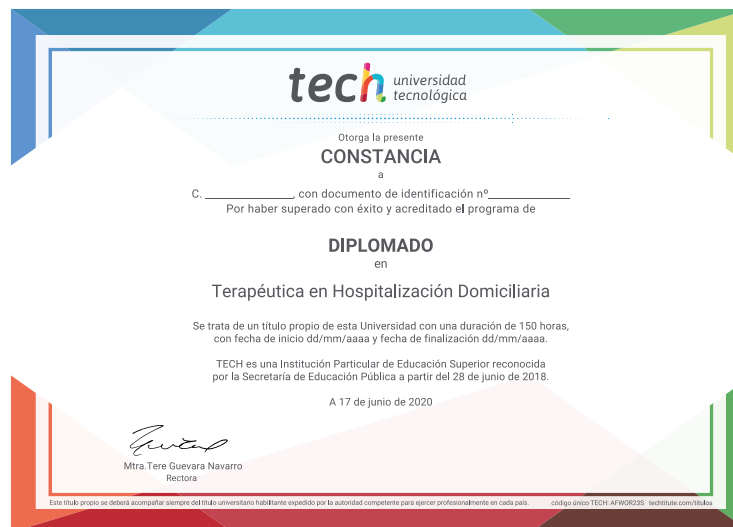 tech universidad
tecnológica
Otorga la presente
CONSTANCIA
a
C. ______________, con documento de identificación nº______________
Por haber superado con éxito y acreditado el programa de
DIPLOMADO
en
Terapéutica en Hospitalización Domiciliaria
Se trata de un título propio de esta Universidad con una duración de 150 horas,
con fecha de inicio dd/mm/aaaa y fecha de finalización dd/mm/aaaa.
TECH es una Institución Particular de Educación Superior reconocida
por la Secretaría de Educación Pública a partir del 28 de junio de 2018.
A 17 de junio de 2020
Mtra.Tere Guevara Navarro
Rectora
Este título propio se deberá acompañar siempre del título universitario habilitante expedido por la autoridad competente para ejercer profesionalmente en cada país. código único TECH: AFWOR23S techtitute.com/titulos